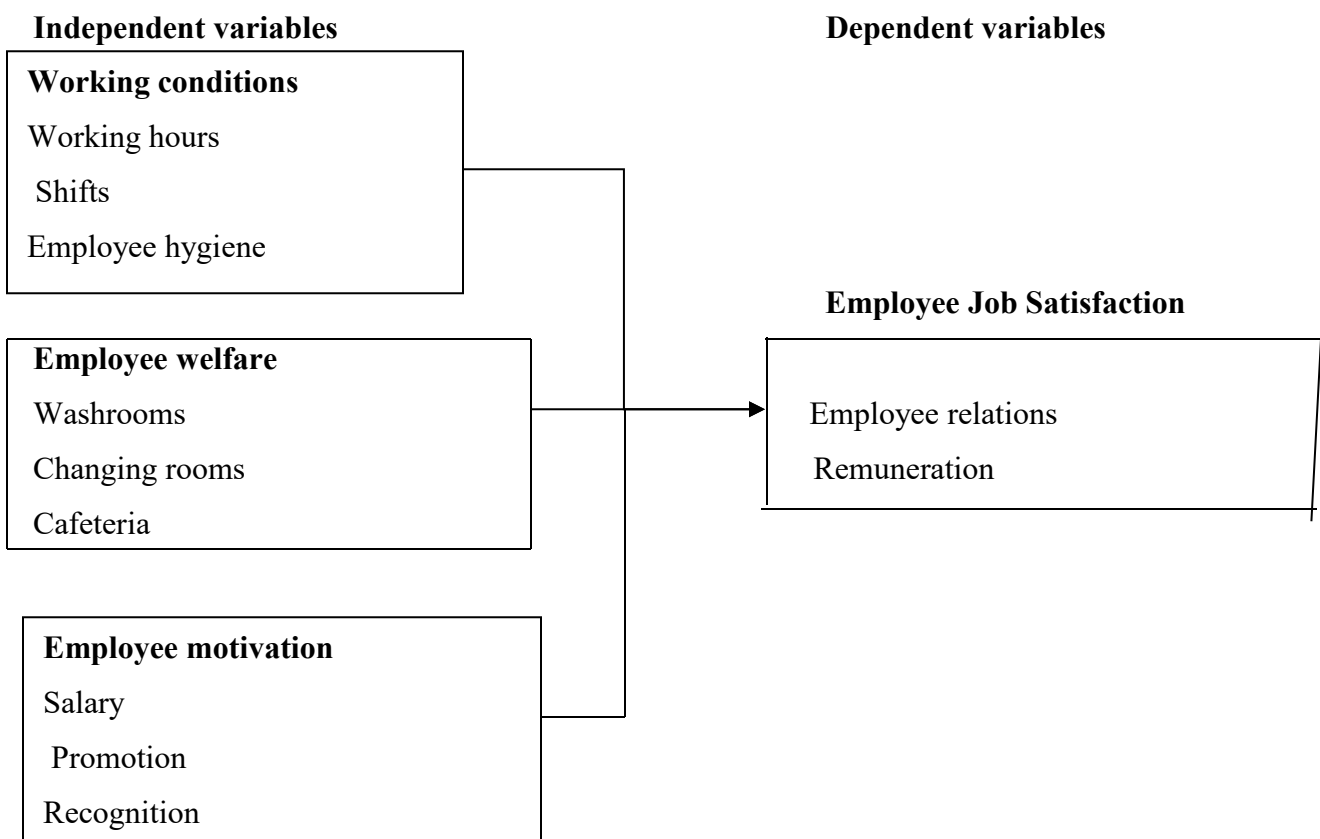 Independent variables
Dependent variables
Working conditions
Working hours
Shifts
Employee hygiene
Employee Job Satisfaction
Employee welfare
Washrooms
Changing rooms
Cafeteria
Employee relations
Remuneration
Employee motivation
Salary
Promotion
Recognition